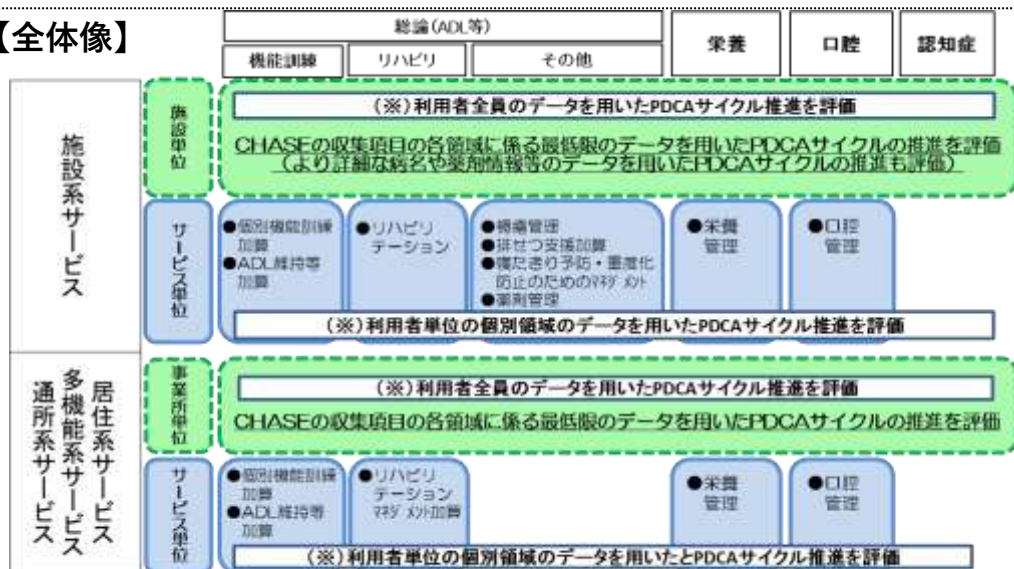 【全体像】
総論(ADL等)
機能訓練
リハビリ
その他
栄養
口腔
認知症
施設系サービス
施設単位
(※)利用者全員のデータを用いたPDCAサイクル推進を評価
CHASEの収集項目の各領域に係る最低限のデータを用いたPDCAサイクルの推進を評価
(より詳細な病名や薬剤情報等のデータを用いたPDCAサイクルの推進も評価)
サービス単位
●個別機能訓練
加算
●ADL維持等
加算
●リハビリ
テーション
●褥瘡管理
●排せつ支援加算
●寝たきり予防・重度化
防止のためのマネジメント
●薬剤管理
●栄養
管理
●口腔
管理
(※)利用者単位の個別領域のデータを用いたPDCAサイクル推進を評価
居住系サービス
多機能系サービス
通所系サービス
事業所単位
(※)利用者全員のデータを用いたPDCAサイクル推進を評価
CHASEの収集項目の各領域に係る最低限のデータを用いたPDCAサイクルの推進を評価
サービス単位
●個別機能訓練
加算
●ADL維持等
加算
●リハビリ
テーション
マネジメント加算
●栄養
管理
●口腔
管理
(※)利用者単位の個別領域のデータを用いたとPDCAサイクル推進を評価